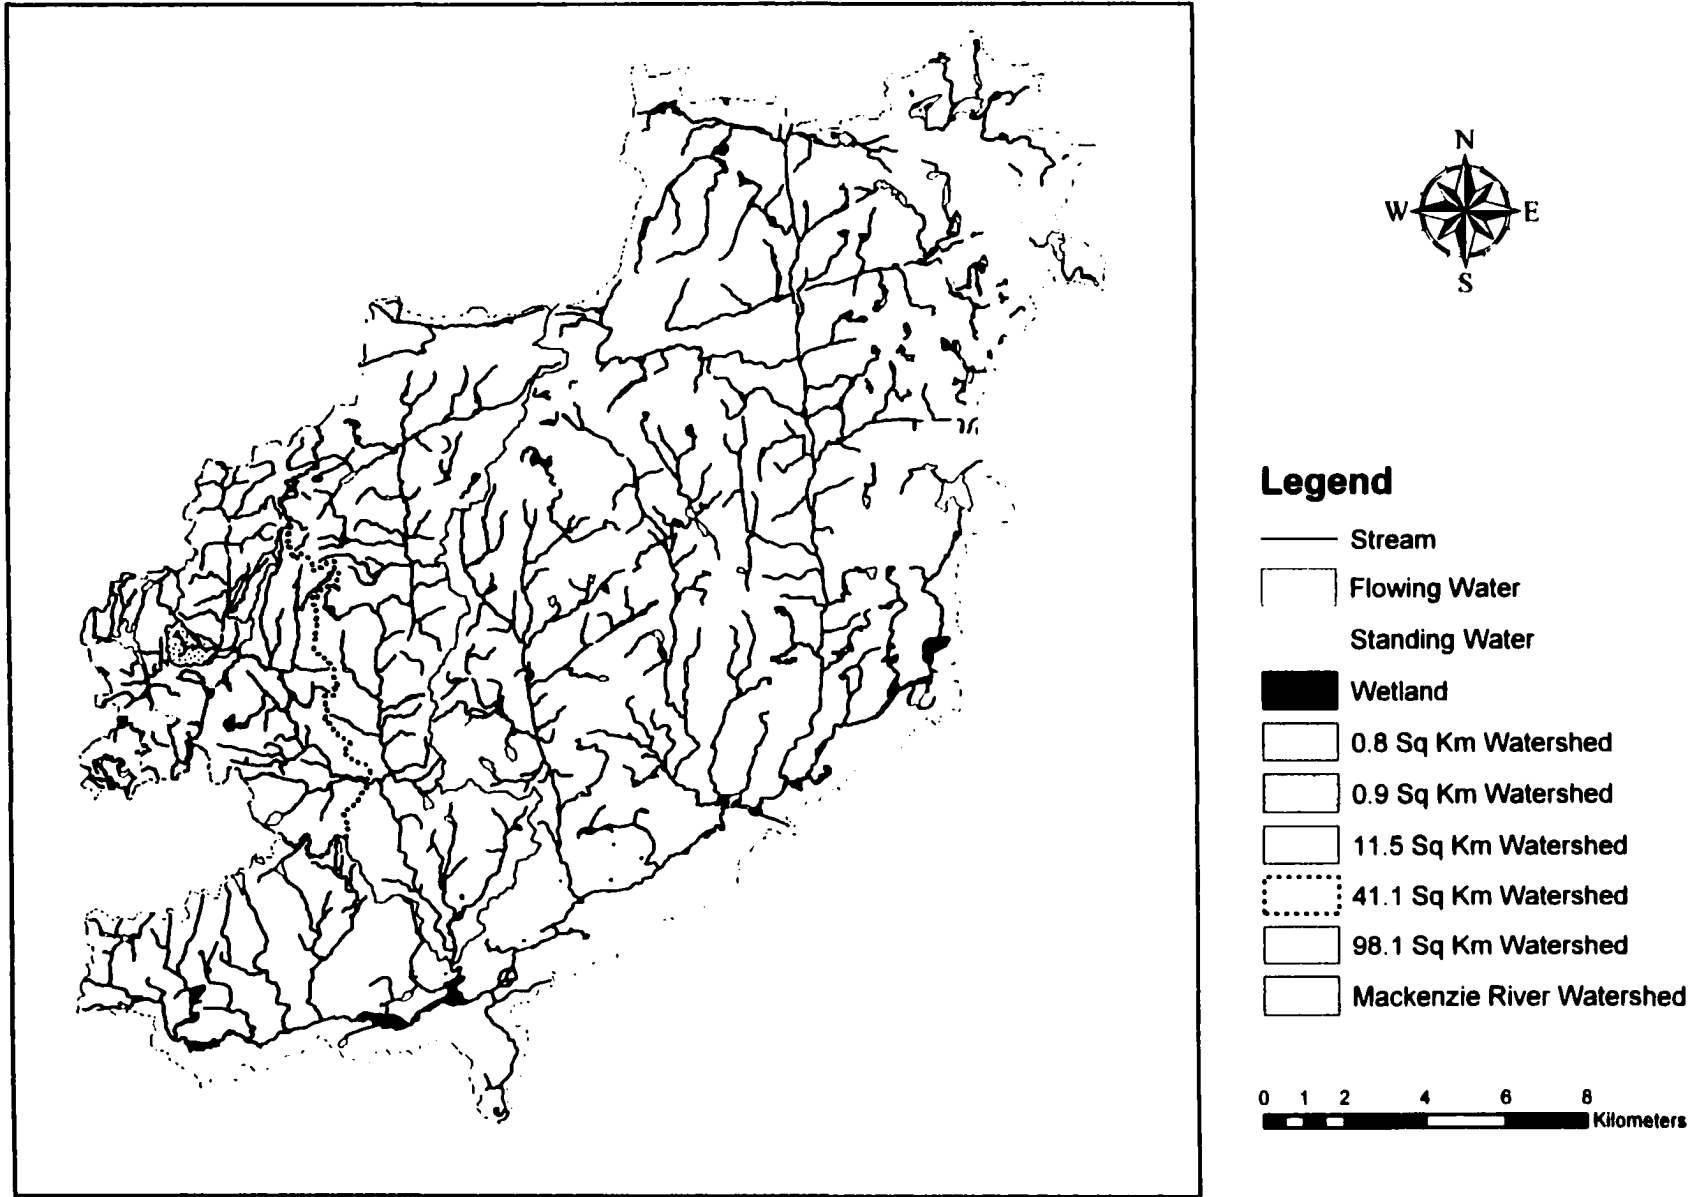 N
W E
S
Legend
Stream
Flowing Water
Standing Water
Wetland
0.8 Sq Km Watershed
0.9 Sq Km Watershed
11.5 Sq Km Watershed
41.1 Sq Km Watershed
98.1 Sq Km Watershed
Mackenzie River Watershed
0 1 2 4 6 8
Kilometers